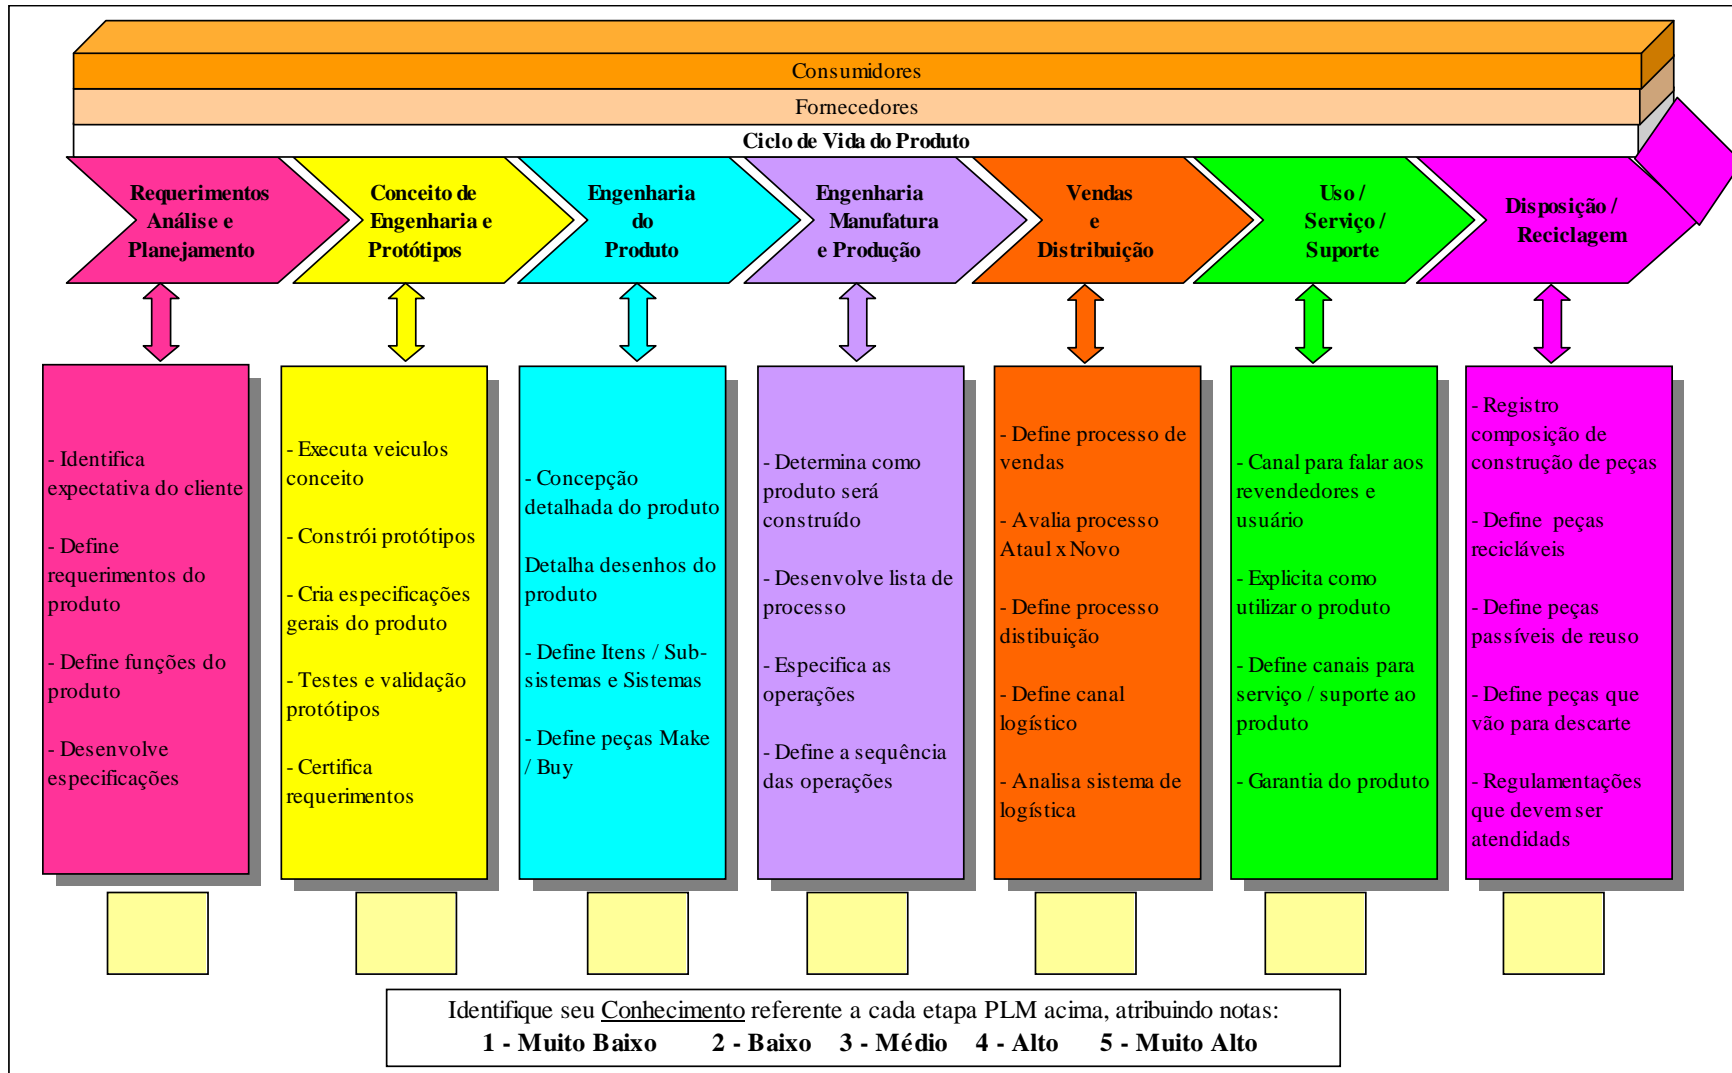 Consumidores
Fornecedores
Ciclo de Vida do Produto
Requerimentos
Análise e
Planejamento
Conceito de
Engenharia e
Protótipos
Engenharia
do
Produto
Engenharia
Manufatura
e Produção
Vendas
e
Distribuição
Uso /
Serviço /
Suporte
Disposição /
Reciclagem
- Identifica
expectativa do cliente
- Define
requerimentos do
produto
- Define funções do
produto
- Desenvolve
especificações
- Executa veiculos
conceito
- Constrói protótipos
- Cria especificações
gerais do produto
- Testes e validação
protótipos
- Certifica
requerimentos
- Concepção
detalhada do produto
Detalha desenhos do
produto
- Define Itens / Sub-
sistemas e Sistemas
- Define peças Make
/ Buy
- Determina como
produto será
construído
- Desenvolve lista de
processo
- Especifica as
operações
- Define a sequência
das operações
- Define processo de
vendas
- Avalia processo
Ataul x Novo
- Define processo
distibuição
- Define canal
logístico
- Analisa sistema de
logística
- Canal para falar aos
revendedores e
usuário
- Explicita como
utilizar o produto
- Define canais para
serviço / suporte ao
produto
- Garantia do produto
- Registro
composição de
construção de peças
- Define peças
recicláveis
- Define peças
passíveis de reuso
- Define peças que
vão para descarte
- Regulamentações
que devem ser
atendidads
Identifique seu Conhecimento referente a cada etapa PLM acima, atribuindo notas:
1 - Muito Baixo 2 - Baixo 3 - Médio 4 - Alto 5 - Muito Alto